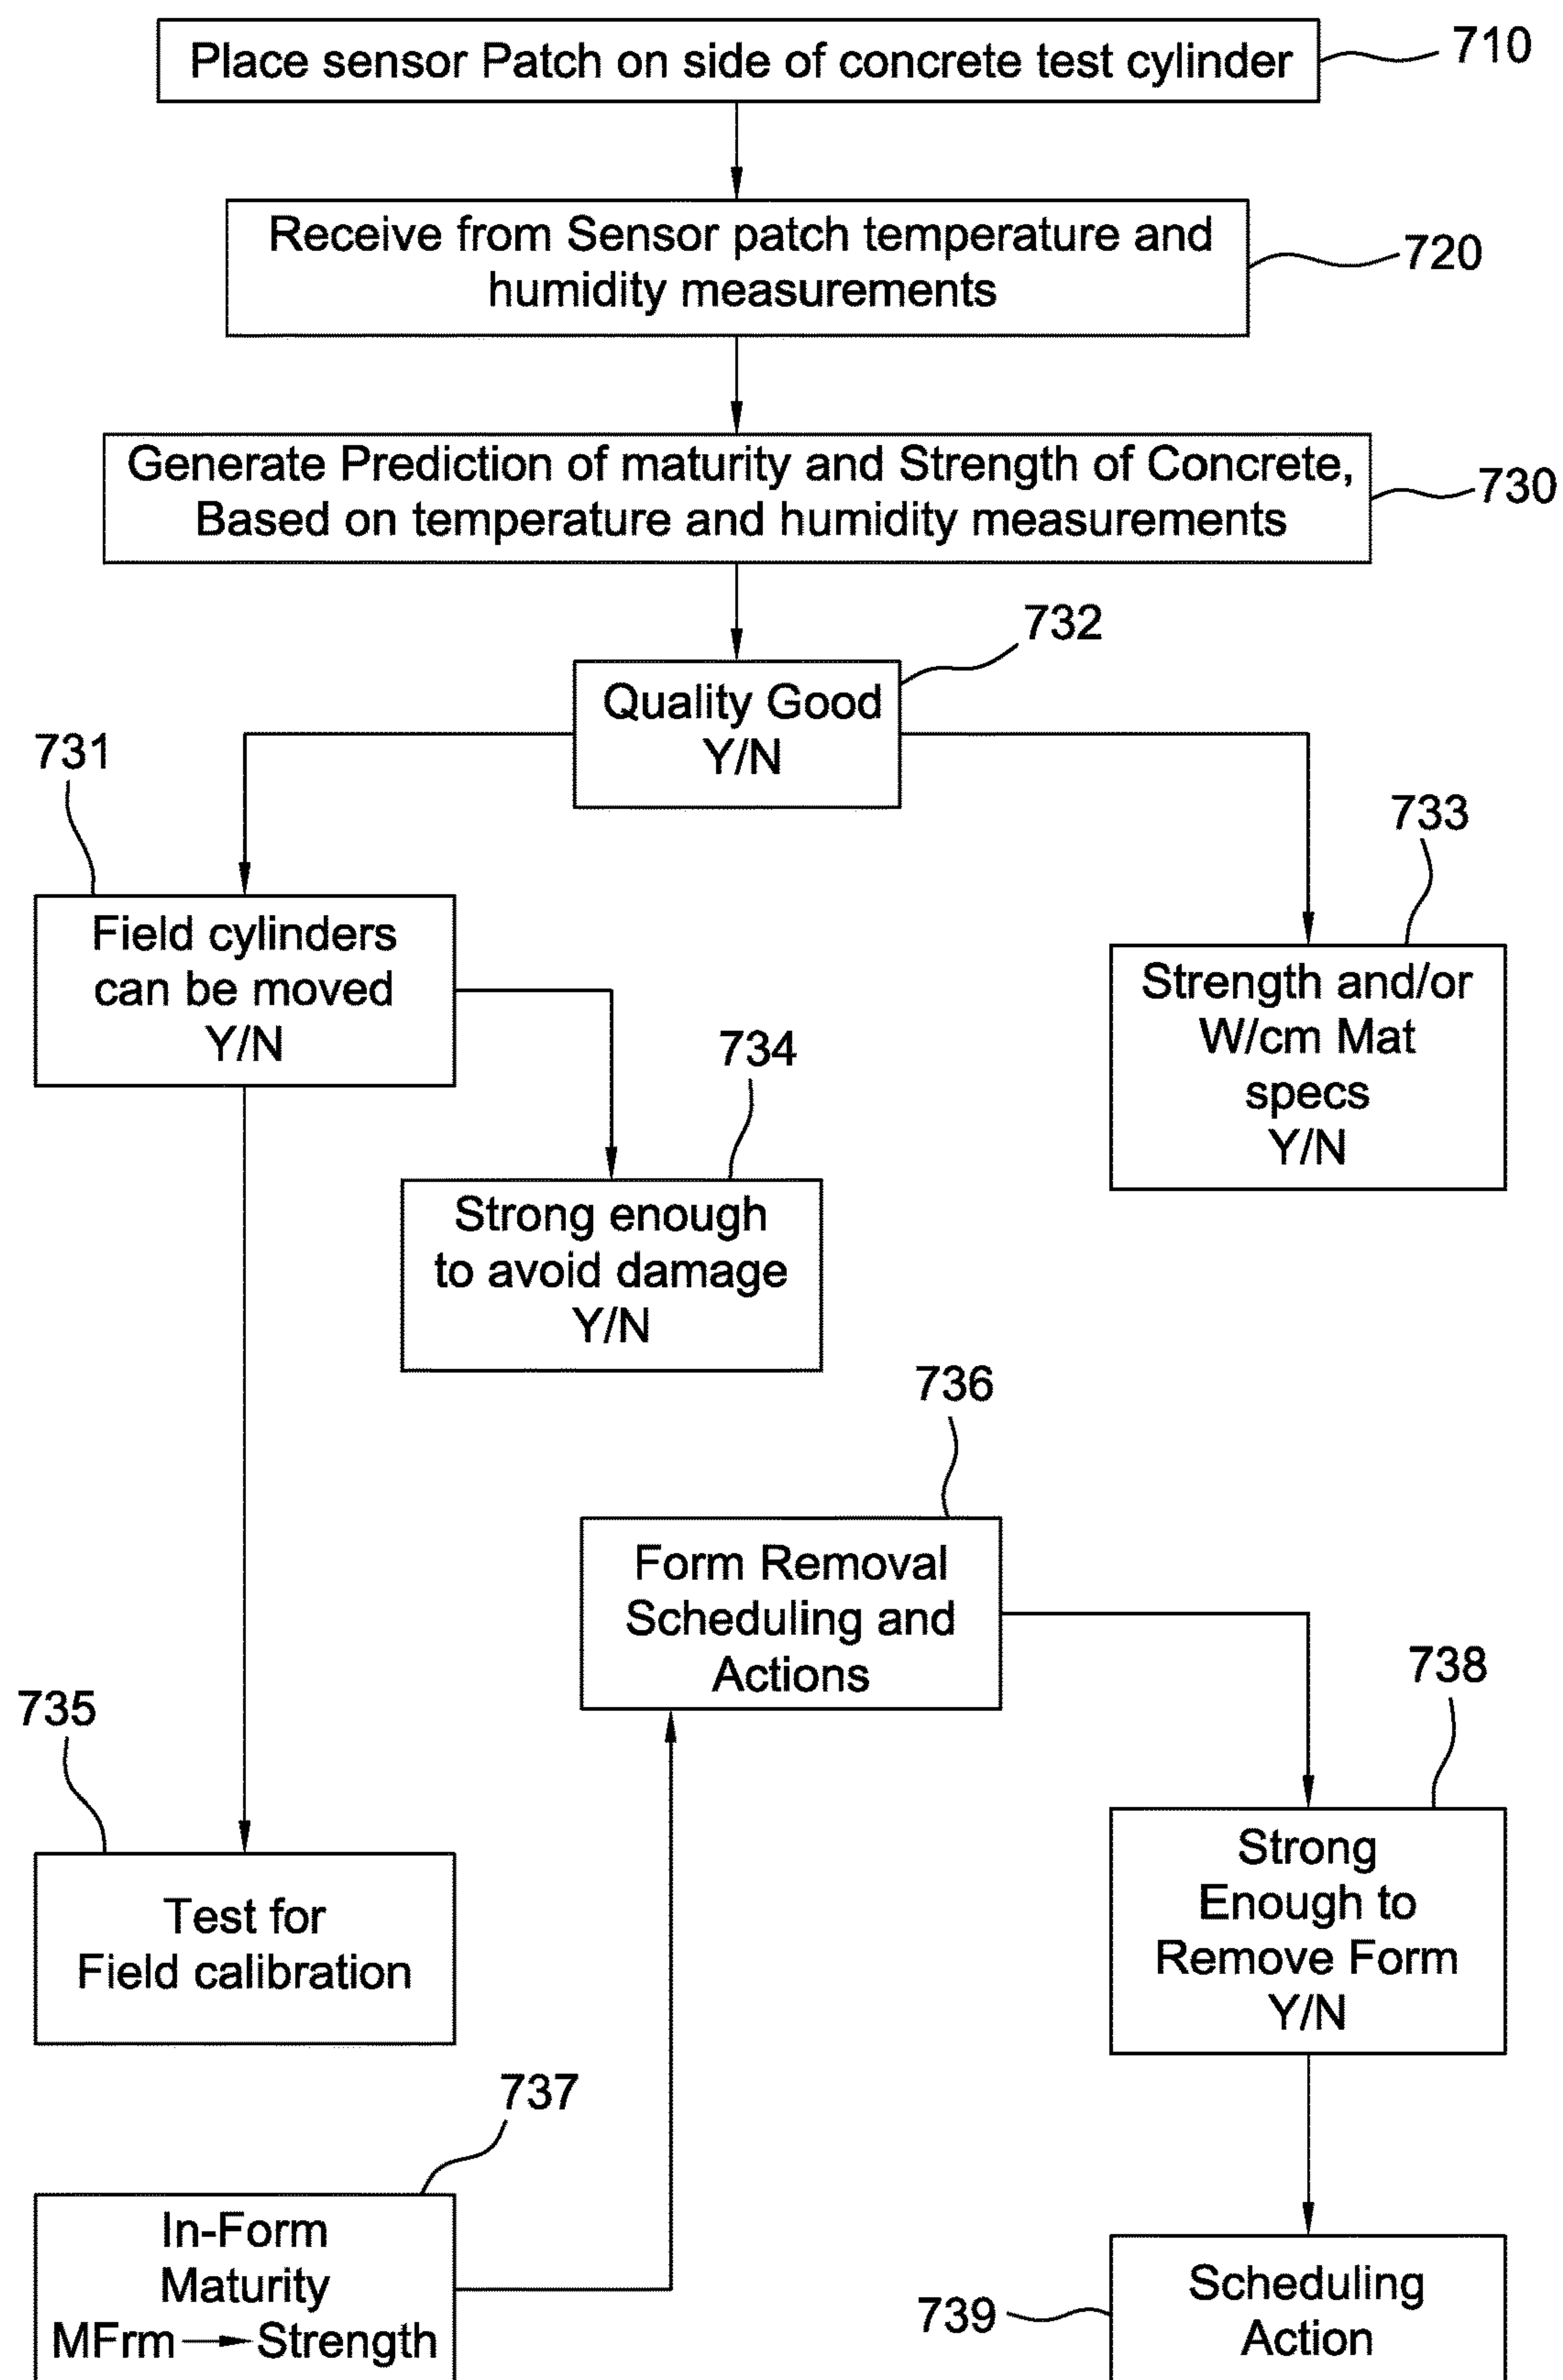 Place sensor Patch on side of concrete test cylinder
710
Receive from Sensor patch temperature and
humidity measurements
720
Generate Prediction of maturity and Strength of Concrete,
Based on temperature and humidity measurements
730
732
Quality Good
Y/N
731
Field cylinders
can be moved
Y/N
733
Strength and/or
W/cm Mat
specs
Y/N
734
Strong enough
to avoid damage
Y/N
736
Form Removal
Scheduling and
Actions
735
Test for
Field calibration
738
Strong
Enough to
Remove Form
Y/N
737
In-Form
Maturity
MFrm → Strength
739
Scheduling
Action